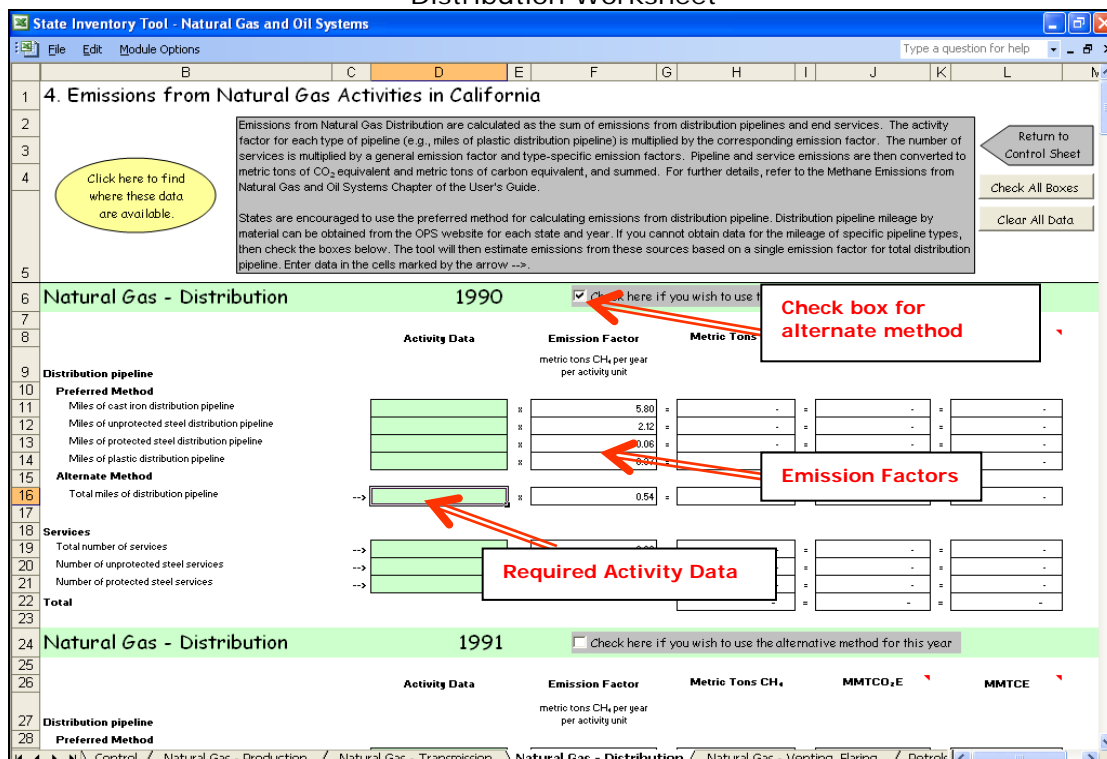 Distribution Worksheet
State Inventory Tool - Natural Gas and Oil Systems
File Edit Module Options Type a question for help
B C D E F G H I J K L M
1 4. Emissions from Natural Gas Activities in California
2
3
4
5
Click here to find
where these data
are available.
Emissions from Natural Gas Distribution are calculated as the sum of emissions from distribution pipelines and end services. The activity
factor for each type of pipeline (e.g., miles of plastic distribution pipeline) is multiplied by the corresponding emission factor. The number of
services is multiplied by a general emission factor and type-specific emission factors. Pipeline and service emissions are then converted to
metric tons of CO₂ equivalent and metric tons of carbon equivalent, and summed. For further details, refer to the Methane Emissions from
Natural Gas and Oil Systems Chapter of the User's Guide.
States are encouraged to use the preferred method for calculating emissions from distribution pipeline. Distribution pipeline mileage by
material can be obtained from the OPS website for each state and year. If you cannot obtain data for the mileage of specific pipeline types,
then check the boxes below. The tool will then estimate emissions from these sources based on a single emission factor for total distribution
pipeline. Enter data in the cells marked by the arrow -->.
Return to
Control Sheet
Check All Boxes
Clear All Data
6 Natural Gas - Distribution 1990 Check here if you wish to use
Check box for
alternate method
7
8 Activity Data Emission Factor Metric Tons
metric tons CH₄ per year
per activity unit
9 Distribution pipeline
10 Preferred Method
11 Miles of cast iron distribution pipeline x 5.80 = - = - = -
12 Miles of unprotected steel distribution pipeline x 2.12 = - = - = -
13 Miles of protected steel distribution pipeline x 0.06 = - = - = -
14 Miles of plastic distribution pipeline x
15 Alternate Method
Emission Factors
16 Total miles of distribution pipeline --> x 0.54 =
17
18 Services
19 Total number of services --> = - = -
20 Number of unprotected steel services --> = - = -
21 Number of protected steel services --> = - = -
Required Activity Data
22 Total - = - = -
23
24 Natural Gas - Distribution 1991 Check here if you wish to use the alternative method for this year
25
26 Activity Data Emission Factor Metric Tons CH₄ MMTCO₂E MMTCE
metric tons CH₄ per year
per activity unit
27 Distribution pipeline
28 Preferred Method
Control Natural Gas - Production Natural Gas - Transmission Natural Gas - Distribution Natural Gas - Venting, Flaring